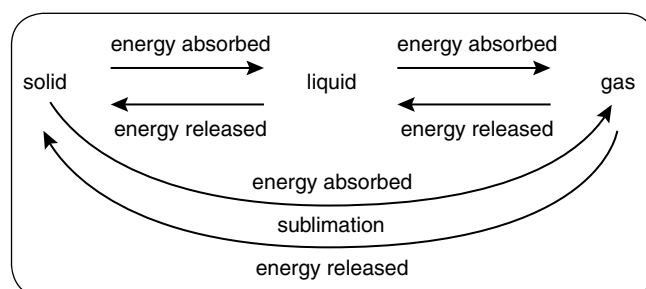 energy absorbed energy absorbed
solid liquid gas
energy released energy released
energy absorbed
sublimation
energy released